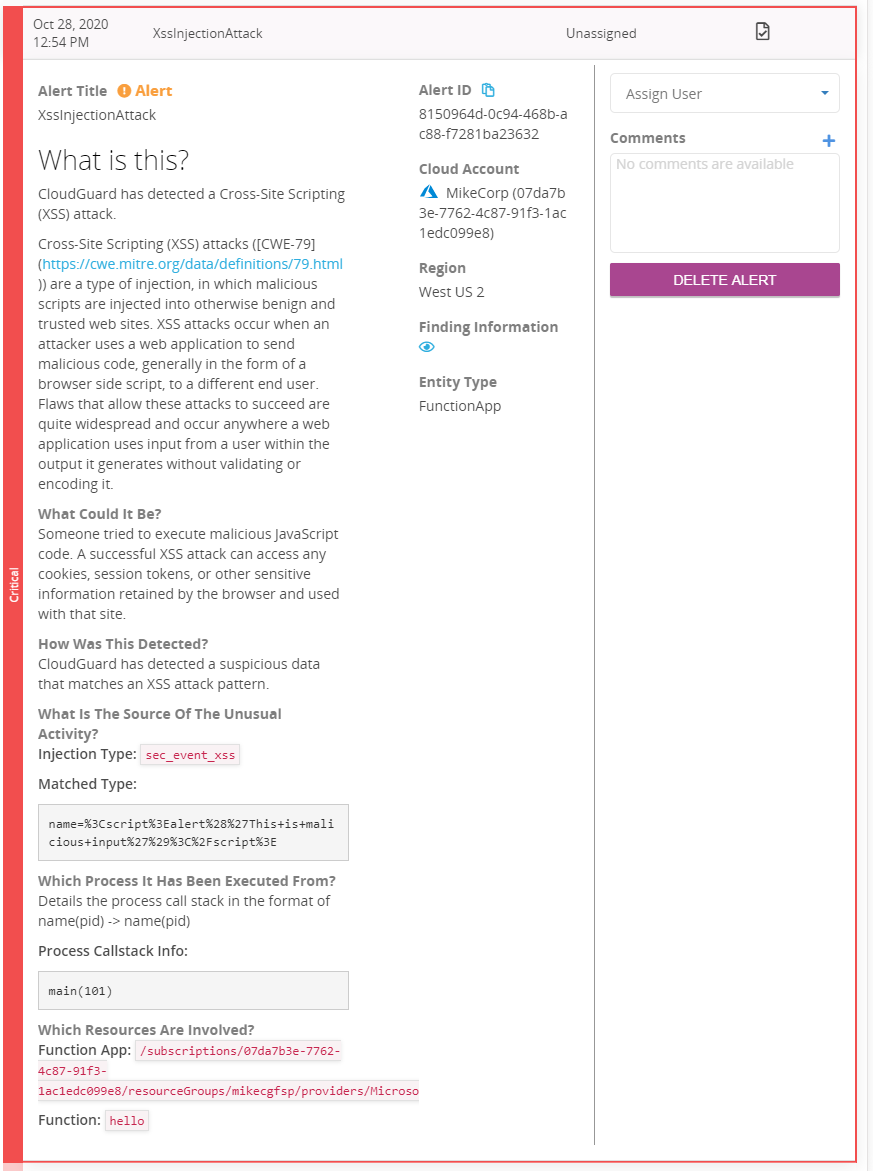 Oct 28, 2020
12:54 PM
XssInjectionAttack
Unassigned
Critical
Alert Title Alert
XssInjectionAttack
What is this?
CloudGuard has detected a Cross-Site Scripting
(XSS) attack.
Cross-Site Scripting (XSS) attacks ([CWE-79]
(https://cwe.mitre.org/data/definitions/79.html
)) are a type of injection, in which malicious
scripts are injected into otherwise benign and
trusted web sites. XSS attacks occur when an
attacker uses a web application to send
malicious code, generally in the form of a
browser side script, to a different end user.
Flaws that allow these attacks to succeed are
quite widespread and occur anywhere a web
application uses input from a user within the
output it generates without validating or
encoding it.
What Could It Be?
Someone tried to execute malicious JavaScript
code. A successful XSS attack can access any
cookies, session tokens, or other sensitive
information retained by the browser and used
with that site.
How Was This Detected?
CloudGuard has detected a suspicious data
that matches an XSS attack pattern.
What Is The Source Of The Unusual
Activity?
Injection Type: sec_event_xss
Matched Type:
name=%3Cscript%3Ealert%28%27This+is+mali
cious+input%27%29%3C%2Fscript%3E
Which Process It Has Been Executed From?
Details the process call stack in the format of
name(pid) -> name(pid)
Process Callstack Info:
main(101)
Which Resources Are Involved?
Function App: /subscriptions/07da7b3e-7762-
4c87-91f3-
1ac1edc099e8/resourceGroups/mikecgfsp/providers/Microso
Function: hello
Alert ID
8150964d-0c94-468b-a
c88-f7281ba23632
Cloud Account
MikeCorp (07da7b
3e-7762-4c87-91f3-1ac
1edc099e8)
Region
West US 2
Finding Information
Entity Type
FunctionApp
Assign User
Comments
No comments are available
DELETE ALERT